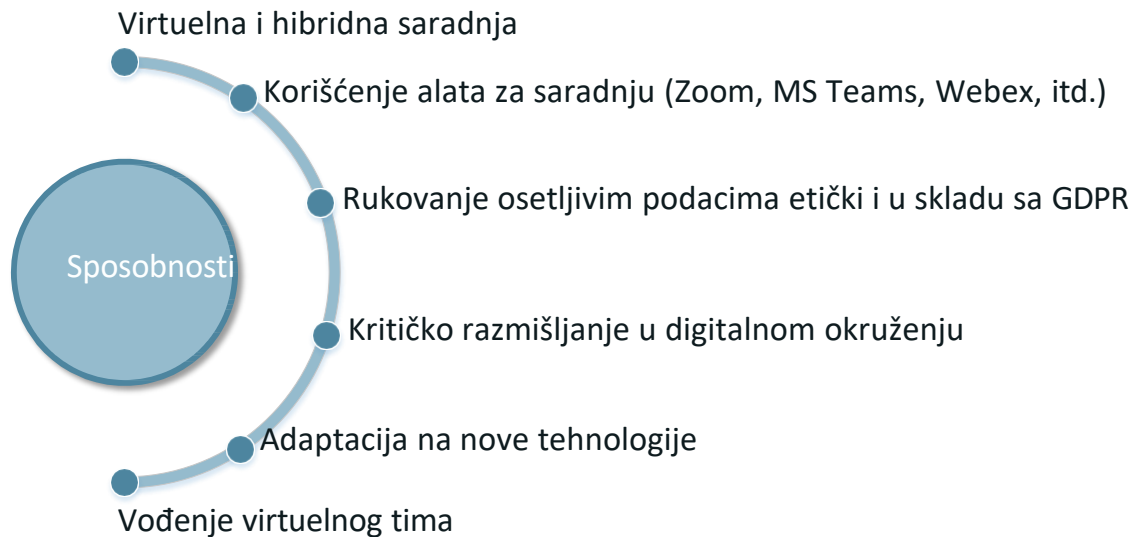 Virtuelna i hibridna saradnja
Korišćenje alata za saradnju (Zoom, MS Teams, Webex, itd.)
Rukovanje osetljivim podacima etički i u skladu sa GDPR
Sposobnosti
Kritičko razmišljanje u digitalnom okruženju
Adaptacija na nove tehnologije
Vođenje virtuelnog tima